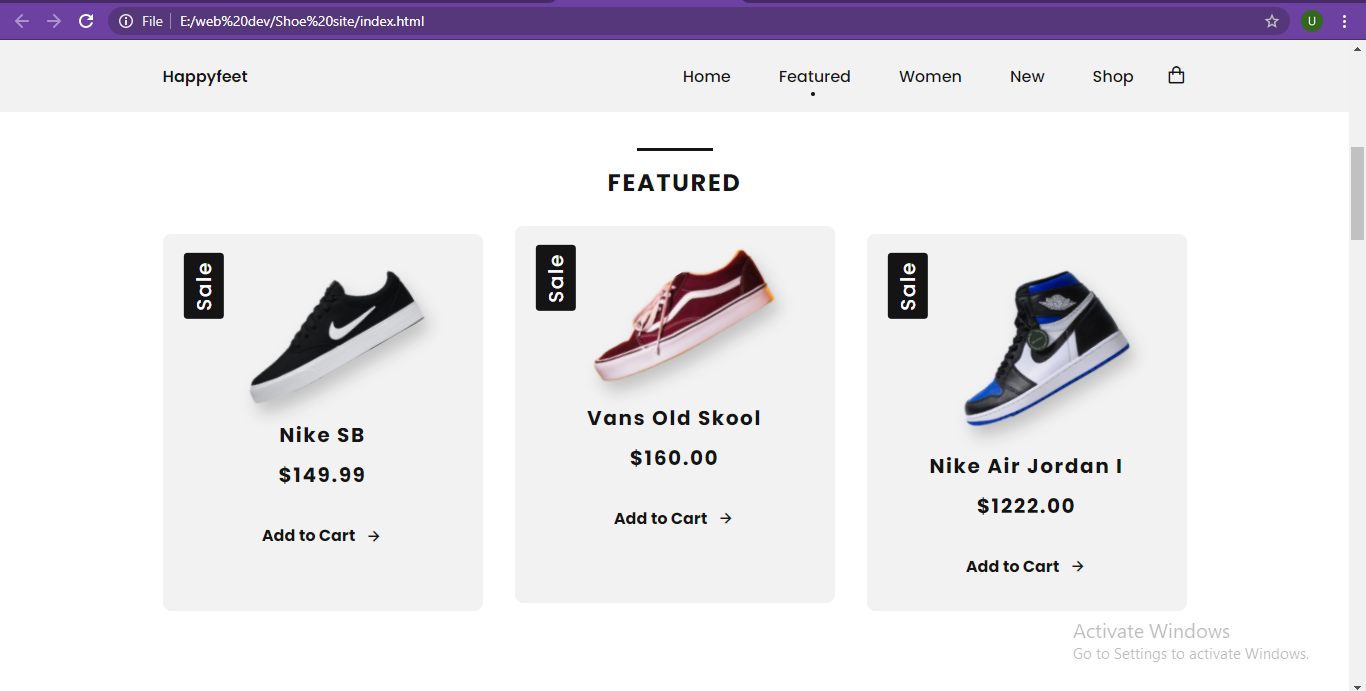 File E:/web%20dev/Shoe%20site/index.html
U
Happyfeet
Home Featured Women New Shop
FEATURED
Sale
Nike SB
$149.99
Add to Cart →
Sale
Vans Old Skool
$160.00
Add to Cart →
Sale
Nike Air Jordan I
$1222.00
Add to Cart →
Activate Windows
Go to Settings to activate Windows.